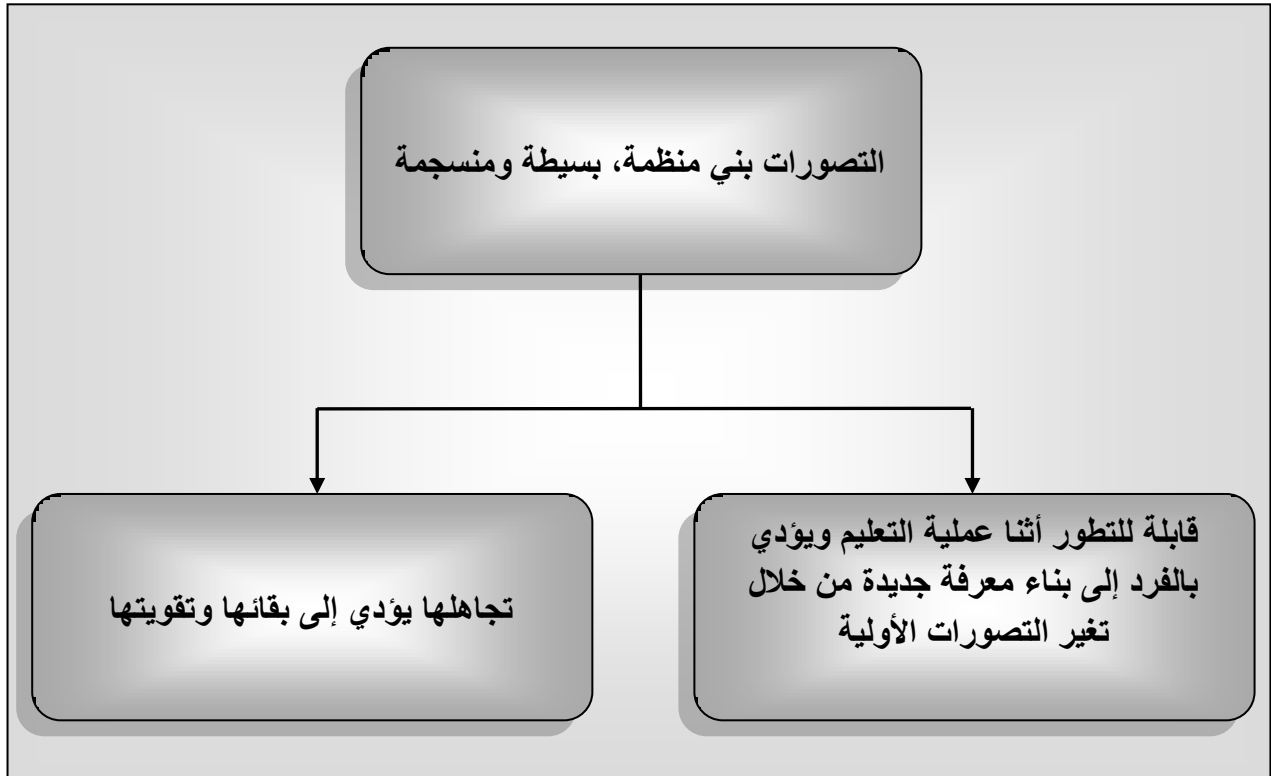 التصورات بني منظمة، بسيطة ومنسجمة
قابلة للتطور أثنا عملية التعليم ويؤدي
بالفرد إلى بناء معرفة جديدة من خلال
تغير التصورات الأولية
تجاهلها يؤدي إلى بقائها وتقويتها